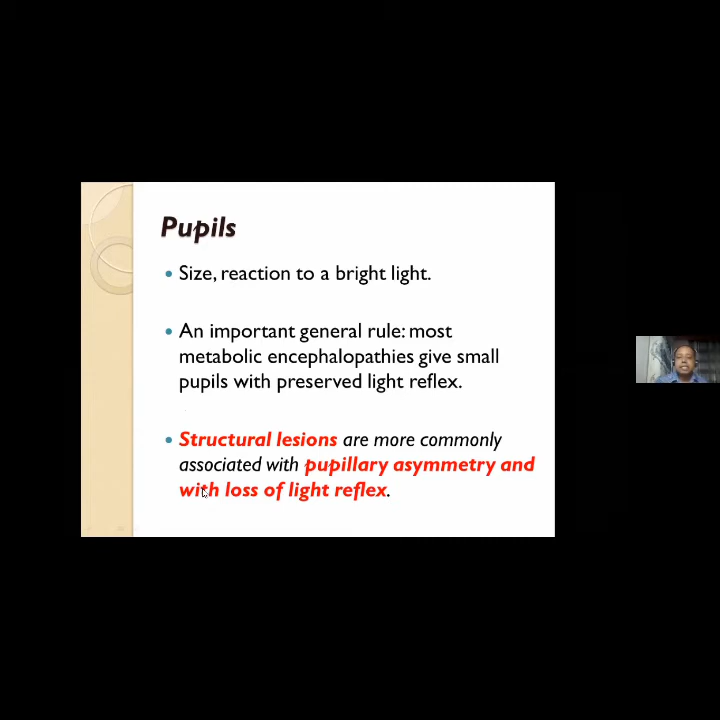 Pupils
Size, reaction to a bright light.
An important general rule: most
metabolic encephalopathies give small
pupils with preserved light reflex.
Structural lesions are more commonly
associated with pupillary asymmetry and
with loss of light reflex.